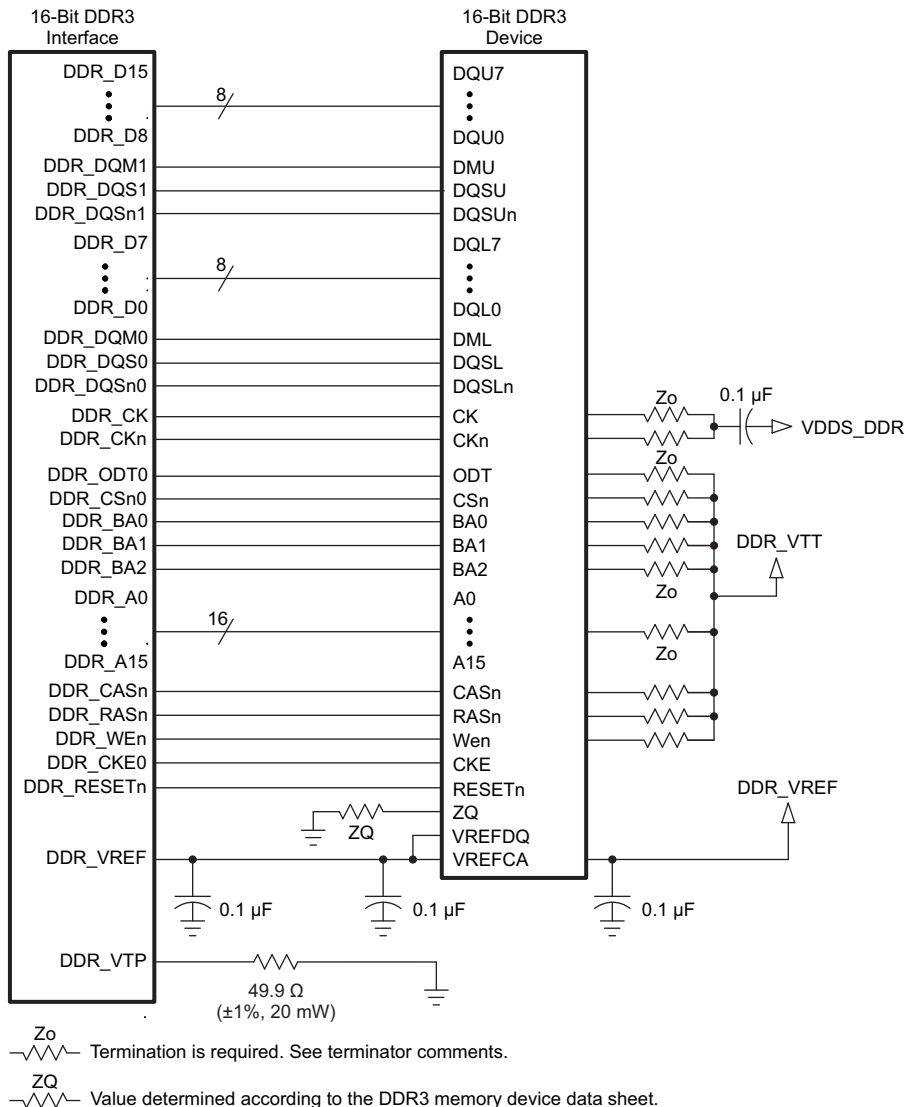 16-Bit DDR3
Interface
16-Bit DDR3
Device
DDR_D15
8
DQU7
DDR_D8
DQU0
DDR_DQM1
DMU
DDR_DQS1
DQSU
DDR_DQSn1
DQSUn
DDR_D7
8
DQL7
DDR_D0
DQL0
DDR_DQM0
DML
DDR_DQS0
DQSL
DDR_DQSn0
DQSLn
DDR_CK
CK
Zo
0.1 µF
VDDS_DDR
DDR_CKn
CKn
Zo
DDR_ODT0
ODT
DDR_CSn0
CSn
DDR_BA0
BA0
DDR_BA1
BA1
DDR_VTT
DDR_BA2
BA2
Zo
DDR_A0
A0
16
Zo
DDR_A15
A15
DDR_CASn
CASn
DDR_RASn
RASn
DDR_WEn
Wen
DDR_CKE0
CKE
DDR_RESETn
RESETn
DDR_VREF
ZQ
ZQ
VREFDQ
DDR_VREF
VREFCA
0.1 µF
0.1 µF
0.1 µF
DDR_VTP
49.9 Ω
(±1%, 20 mW)
Zo
Termination is required. See terminator comments.
ZQ
Value determined according to the DDR3 memory device data sheet.